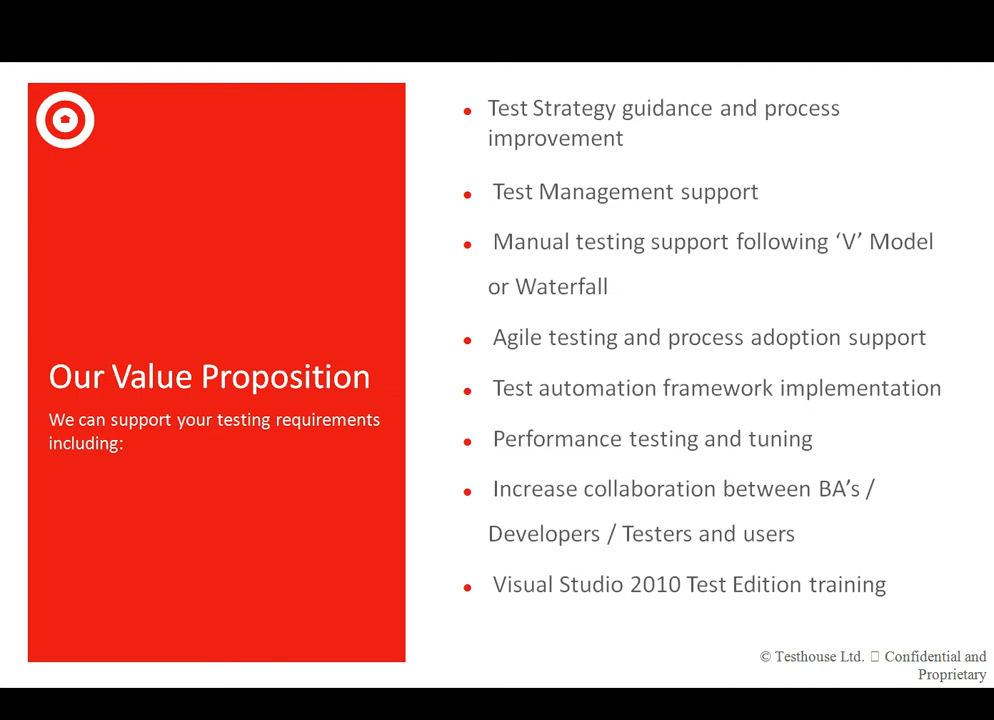 Our Value Proposition
We can support your testing requirements
including:
• Test Strategy guidance and process
improvement
• Test Management support
• Manual testing support following ‘V’ Model
or Waterfall
• Agile testing and process adoption support
• Test automation framework implementation
• Performance testing and tuning
• Increase collaboration between BA’s /
Developers / Testers and users
• Visual Studio 2010 Test Edition training
© Testhouse Ltd. □ Confidential and
Proprietary